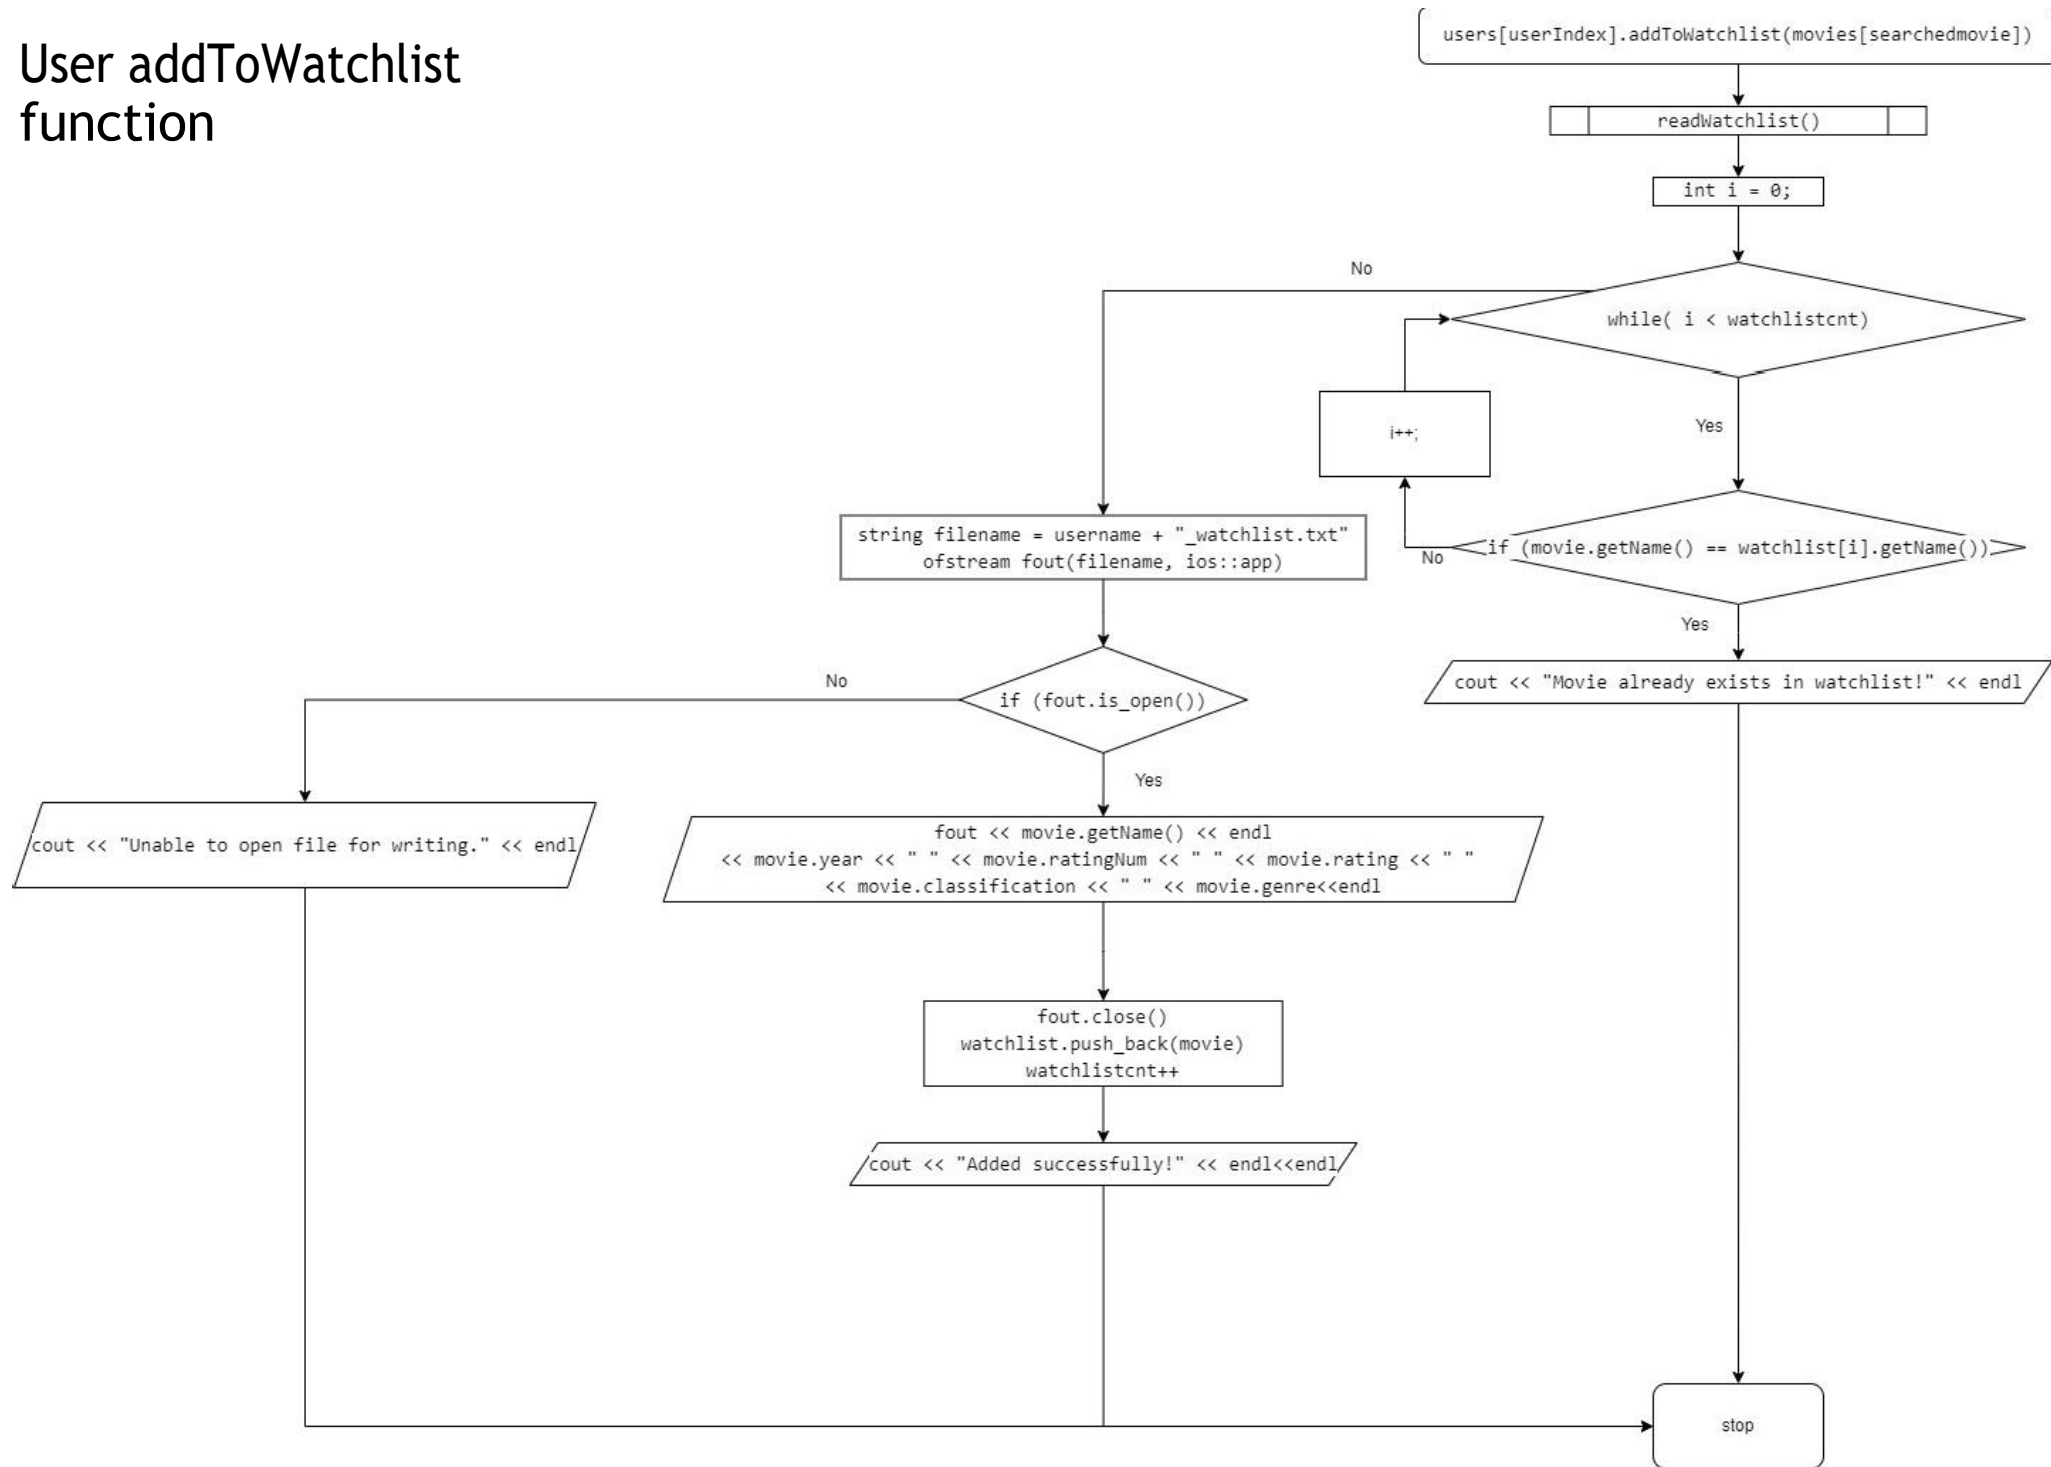 User addToWatchlist
function
users[userIndex].addToWatchlist(movies[searchedmovie])
readWatchlist()
int i = 0;
No
while( i < watchlistcnt)
i++;
Yes
string filename = username + "_watchlist.txt"
ofstream fout(filename, ios::app)
if (movie.getName() == watchlist[i].getName())
No
Yes
cout << "Movie already exists in watchlist!" << endl
No
if (fout.is_open())
Yes
cout << "Unable to open file for writing." << endl
fout << movie.getName() << endl
<< movie.year << " " << movie.ratingNum << " " << movie.rating << " "
<< movie.classification << " " << movie.genre<<endl
fout.close()
watchlist.push_back(movie)
watchlistcnt++
cout << "Added successfully!" << endl<<endl
stop